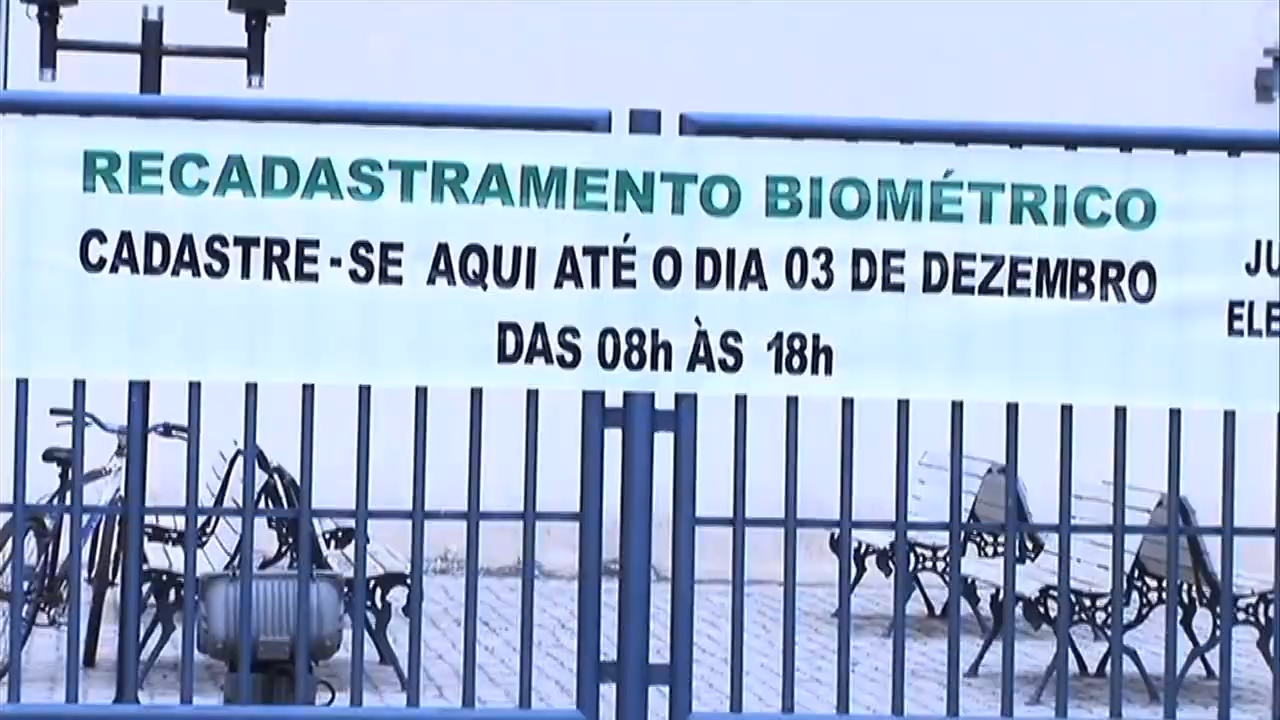 RECADASTRAMENTO BIOMÉTRICO
CADASTRE-SE AQUI ATÉ O DIA 03 DE DEZEMBRO
DAS 08h ÀS 18h